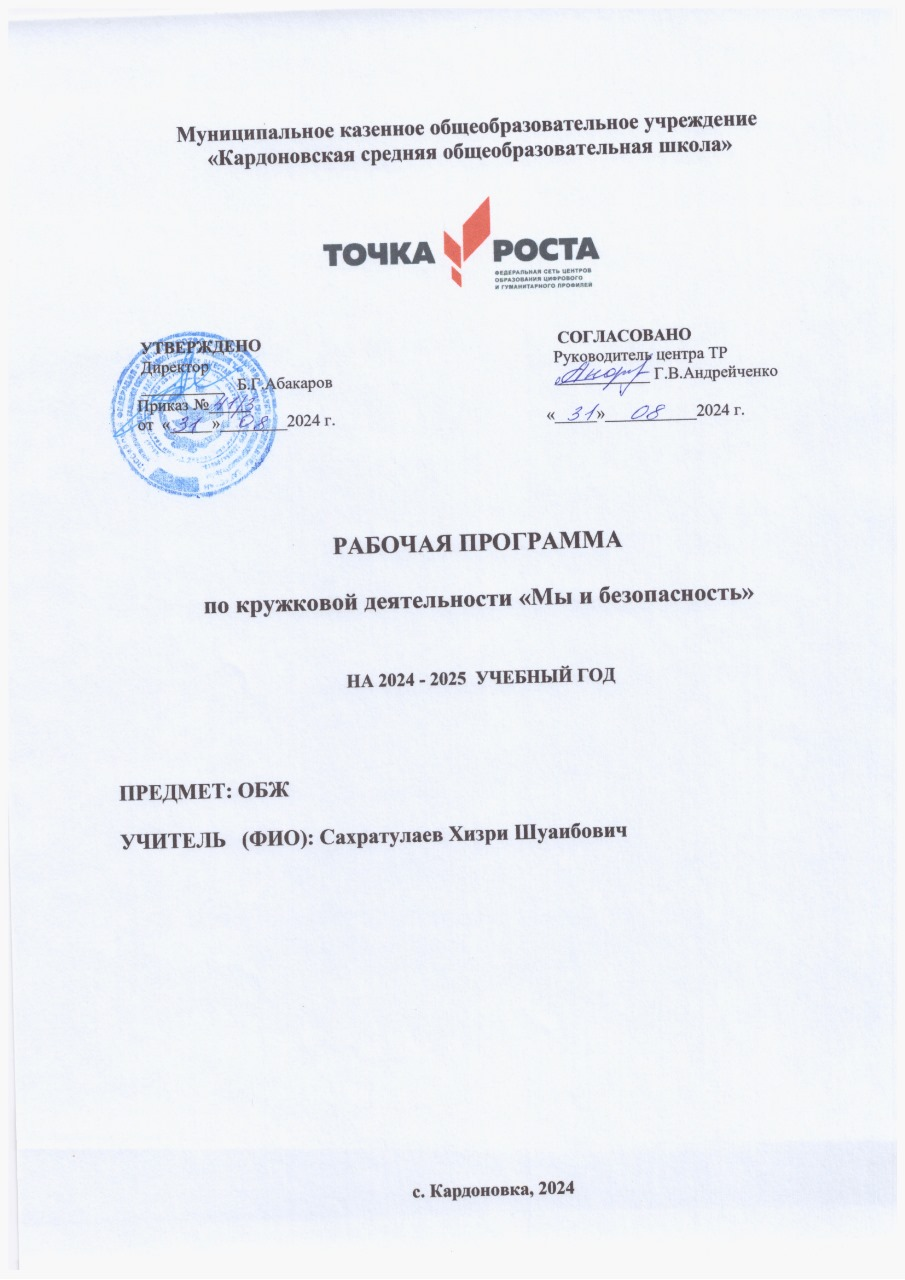 Муниципальное казенное общеобразовательное учреждение
«Кардоновская средняя общеобразовательная школа»
ТОЧКА РОСТА
ФЕДЕРАЛЬНАЯ СЕТЬ ЦЕНТРОВ
ОБРАЗОВАНИЯ ЦИФРОВОГО
И ГУМАНИТАРНОГО ПРОФИЛЕЙ
УТВЕРЖДЕНО
Директор
__________ Б.Г.Абакаров
Приказ №
от «31» 08 2024 г.
СОГЛАСОВАНО
Руководитель центра ТР
__________ Г.В.Андрейченко
«31» 08 2024 г.
РАБОЧАЯ ПРОГРАММА
по кружковой деятельности «Мы и безопасность»
НА 2024 - 2025 УЧЕБНЫЙ ГОД
ПРЕДМЕТ: ОБЖ
УЧИТЕЛЬ (ФИО): Сахратулаев Хизри Шуаибович
с. Кардоновка, 2024